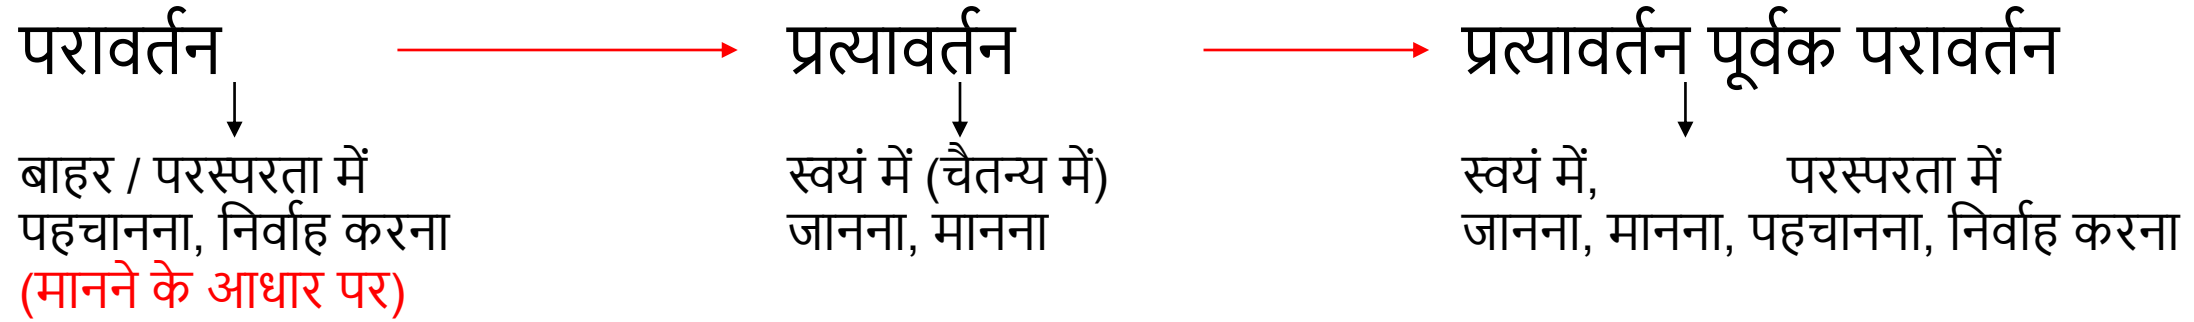 परावर्तन प्रत्यावर्तन प्रत्यावर्तन पूर्वक परावर्तन
बाहर / परस्परता में स्वयं में (चैतन्य में) स्वयं में, परस्परता में
पहचानना, निर्वाह करना जानना, मानना जानना, मानना, पहचानना, निर्वाह करना
(मानने के आधार पर)